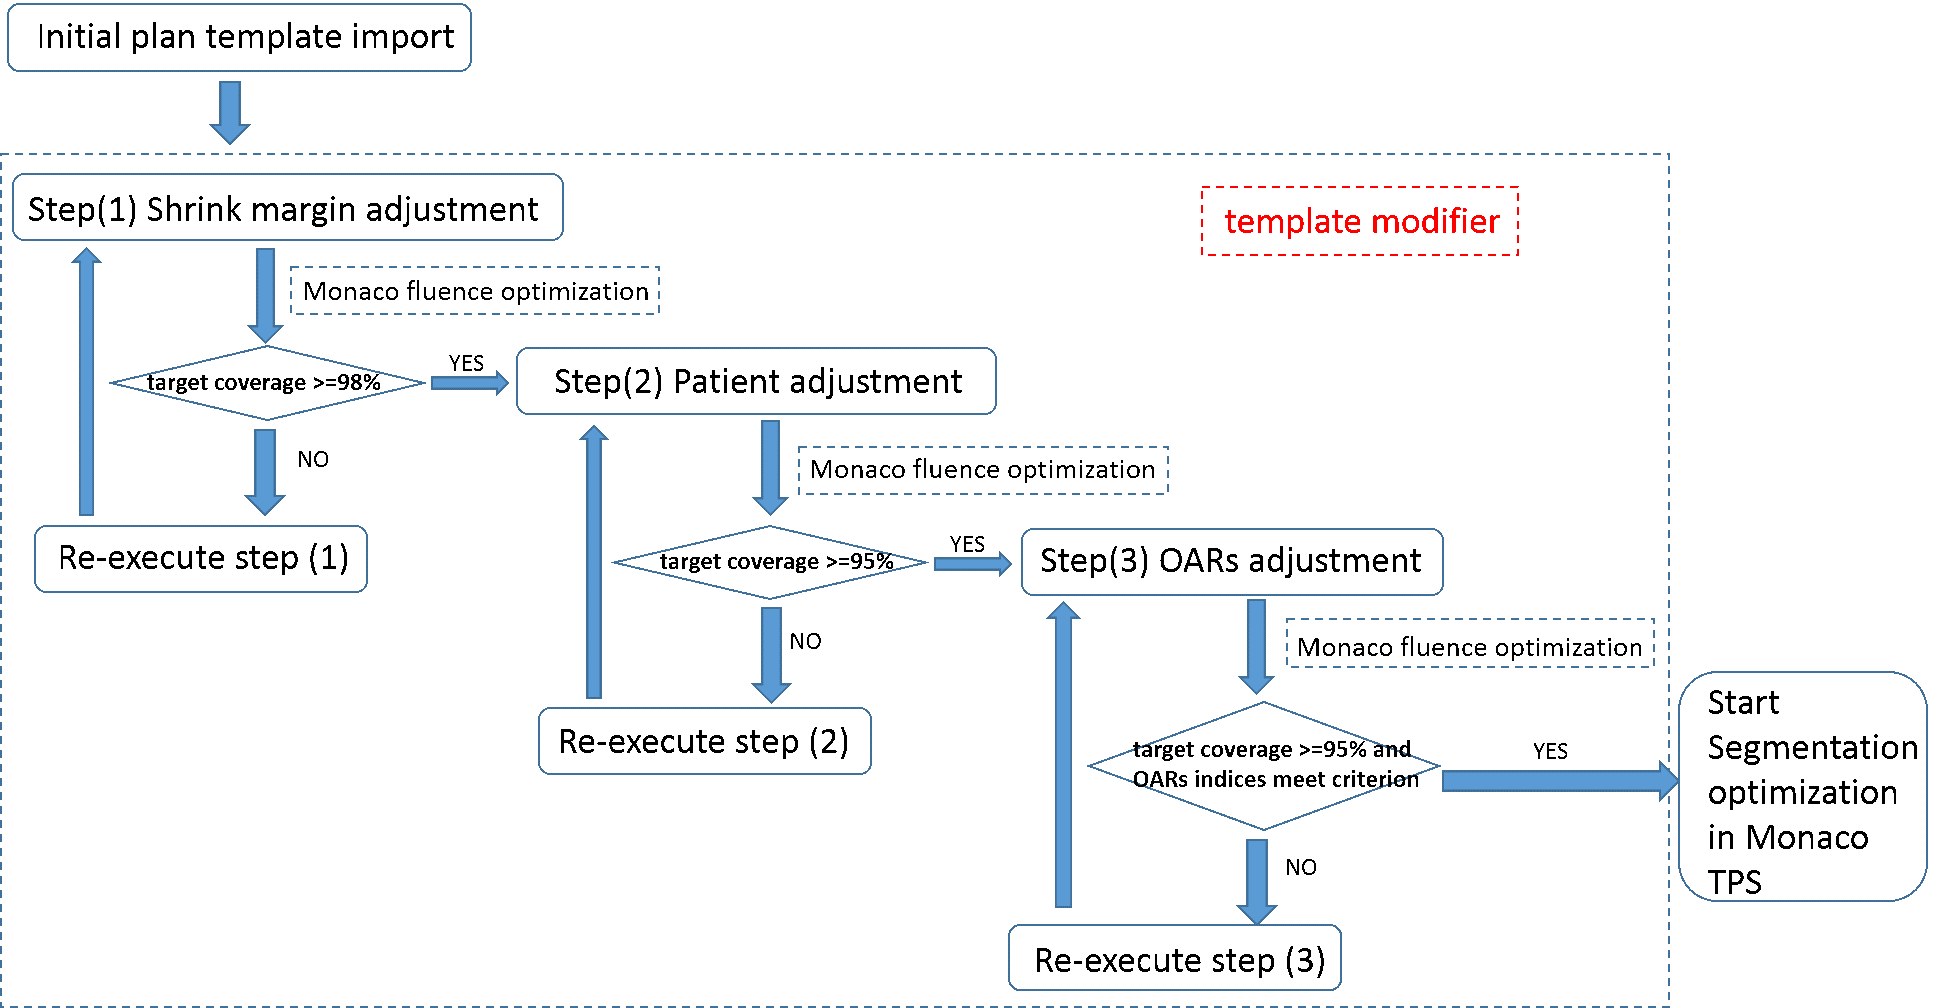 Initial plan template import
Step(1) Shrink margin adjustment
template modifier
Monaco fluence optimization
target coverage >=98%
YES
NO
Re-execute step (1)
Step(2) Patient adjustment
Monaco fluence optimization
target coverage >=95%
YES
NO
Re-execute step (2)
Step(3) OARs adjustment
Monaco fluence optimization
target coverage >=95% and
OARs indices meet criterion
YES
NO
Re-execute step (3)
Start
Segmentation
optimization
in Monaco
TPS